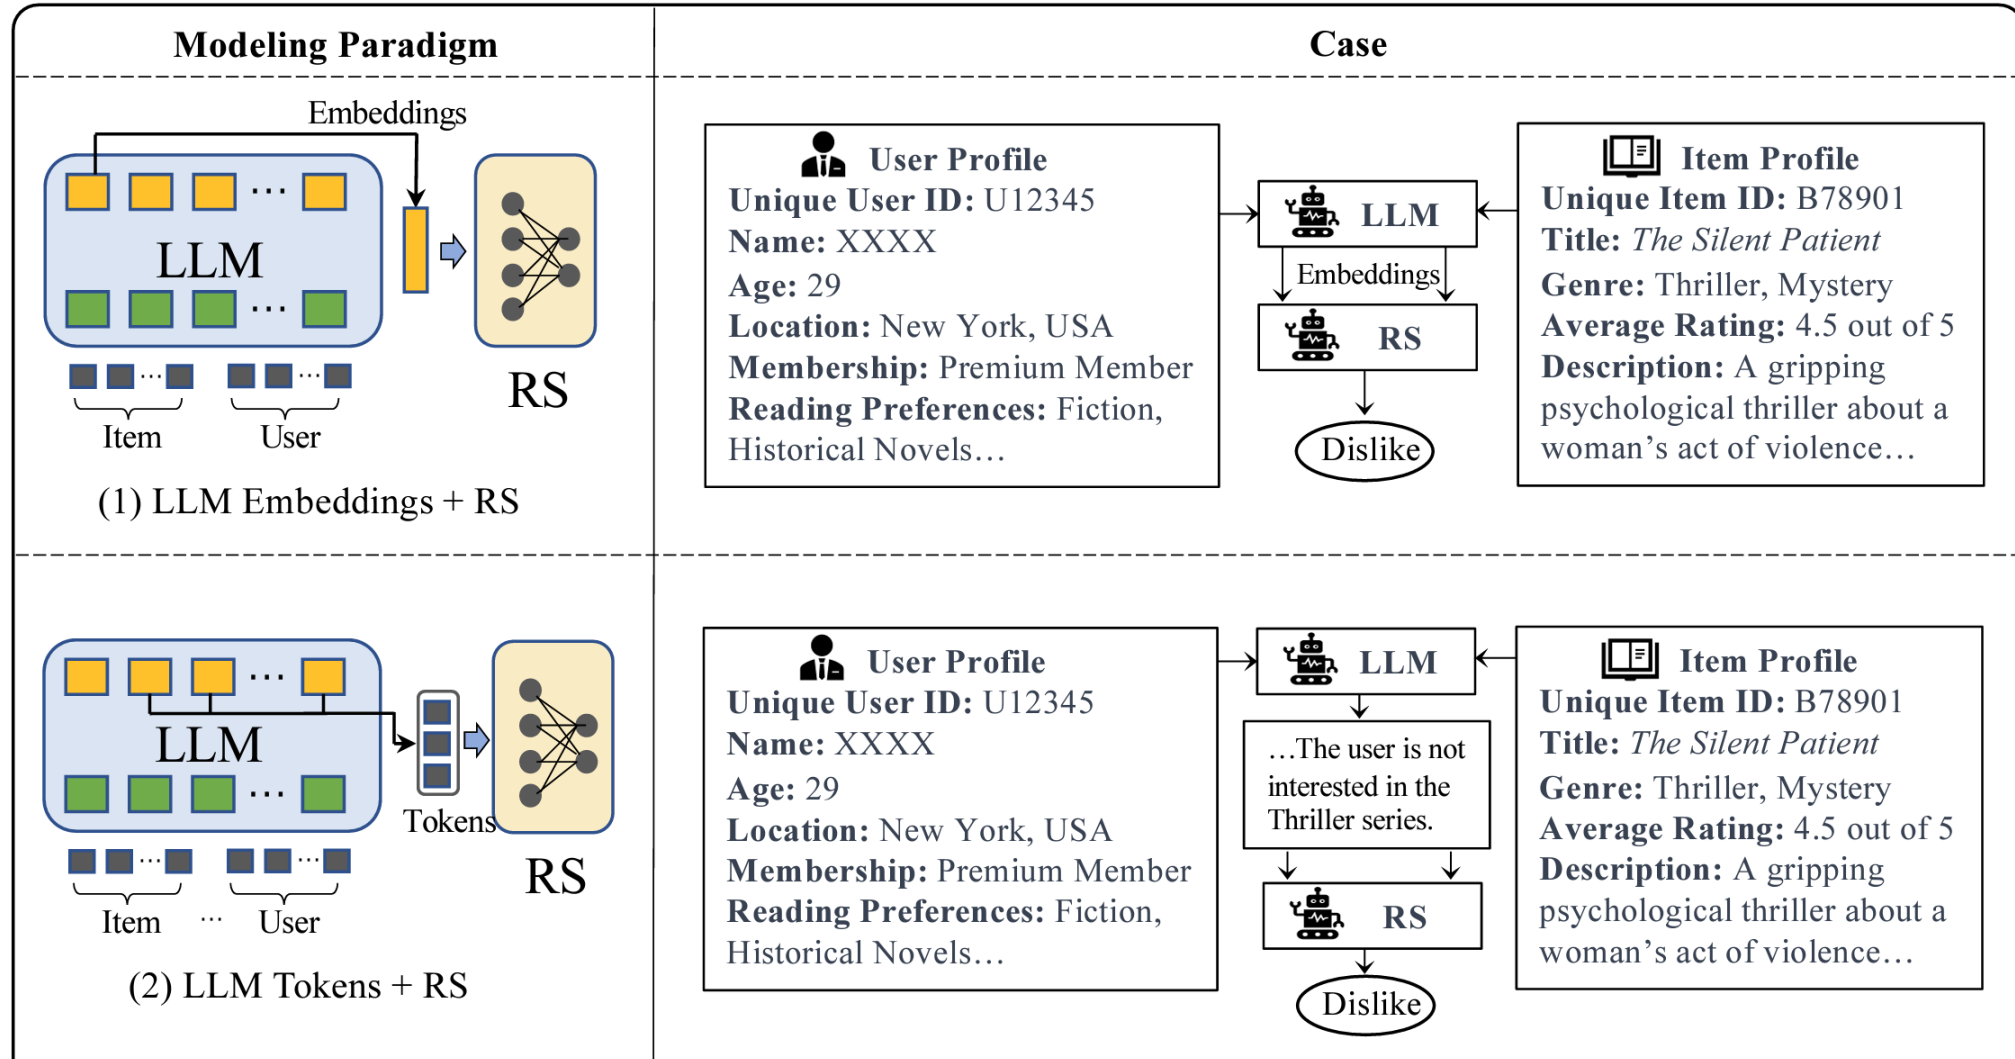 Modeling Paradigm
Case
Embeddings
LLM
RS
Item
User
(1) LLM Embeddings + RS
User Profile
Unique User ID: U12345
Name: XXXX
Age: 29
Location: New York, USA
Membership: Premium Member
Reading Preferences: Fiction,
Historical Novels…
LLM
Embeddings
RS
Dislike
Item Profile
Unique Item ID: B78901
Title: The Silent Patient
Genre: Thriller, Mystery
Average Rating: 4.5 out of 5
Description: A gripping
psychological thriller about a
woman’s act of violence…
LLM
Tokens
RS
Item
…
User
(2) LLM Tokens + RS
User Profile
Unique User ID: U12345
Name: XXXX
Age: 29
Location: New York, USA
Membership: Premium Member
Reading Preferences: Fiction,
Historical Novels…
LLM
…The user is not
interested in the
Thriller series.
RS
Dislike
Item Profile
Unique Item ID: B78901
Title: The Silent Patient
Genre: Thriller, Mystery
Average Rating: 4.5 out of 5
Description: A gripping
psychological thriller about a
woman’s act of violence…